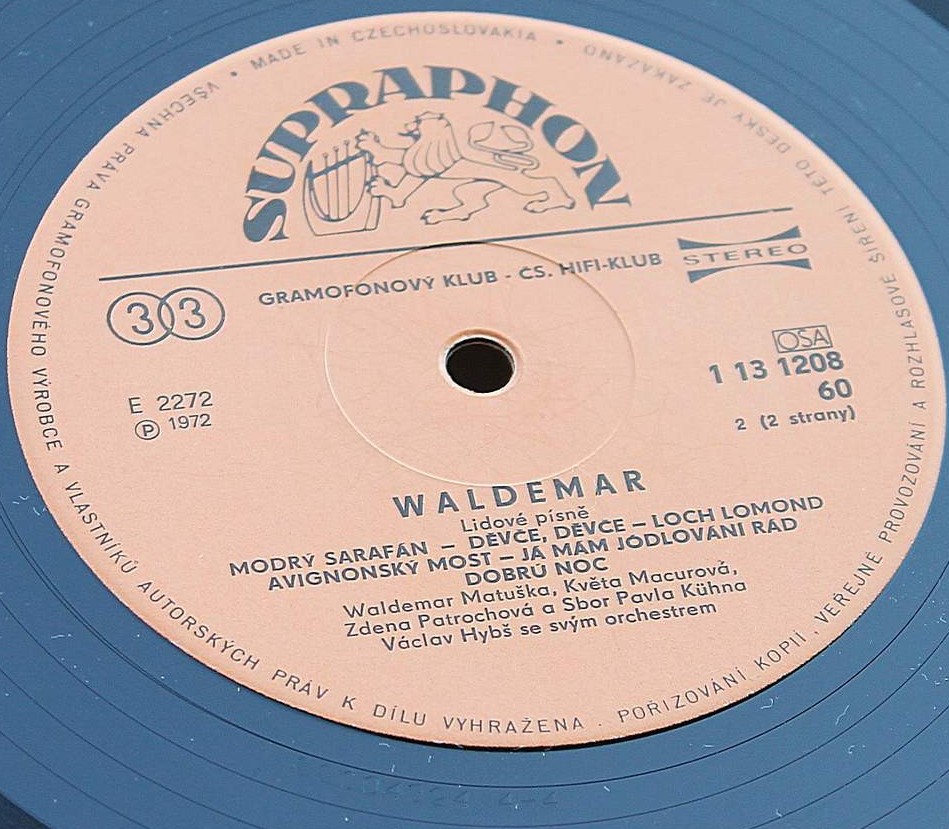 VŠECHNA PRÁVA GRAMOFONOVÉHO VÝROBCE A VLASTNÍKŮ AUTORSKÝCH PRÁV K DÍLU VYHRAŽENA · POŘIZOVÁNÍ KOPIÍ, VEŘEJNÉ PROVOZOVÁNÍ A ROZHLASOVÉ ŠÍŘENÍ TÉTO DESKY JE ZAKÁZÁNO
• MADE IN CZECHOSLOVAKIA •
SUPRAPHON
GRAMOFONOVÝ KLUB - ČS. HIFI-KLUB
STEREO
33
OSA
1 13 1208
60
2 (2 strany)
E 2272
Ⓟ 1972
WALDEMAR
Lidové písně
MODRÝ SARAFÁN – DĚVČE, DĚVČE – LOCH LOMOND
AVIGNONSKÝ MOST – JÁ MÁM JÓDLOVÁNÍ RÁD
DOBRÚ NOC
Waldemar Matuška, Květa Macurová,
Zdena Patrochová a Sbor Pavla Kühna
Václav Hybš se svým orchestrem